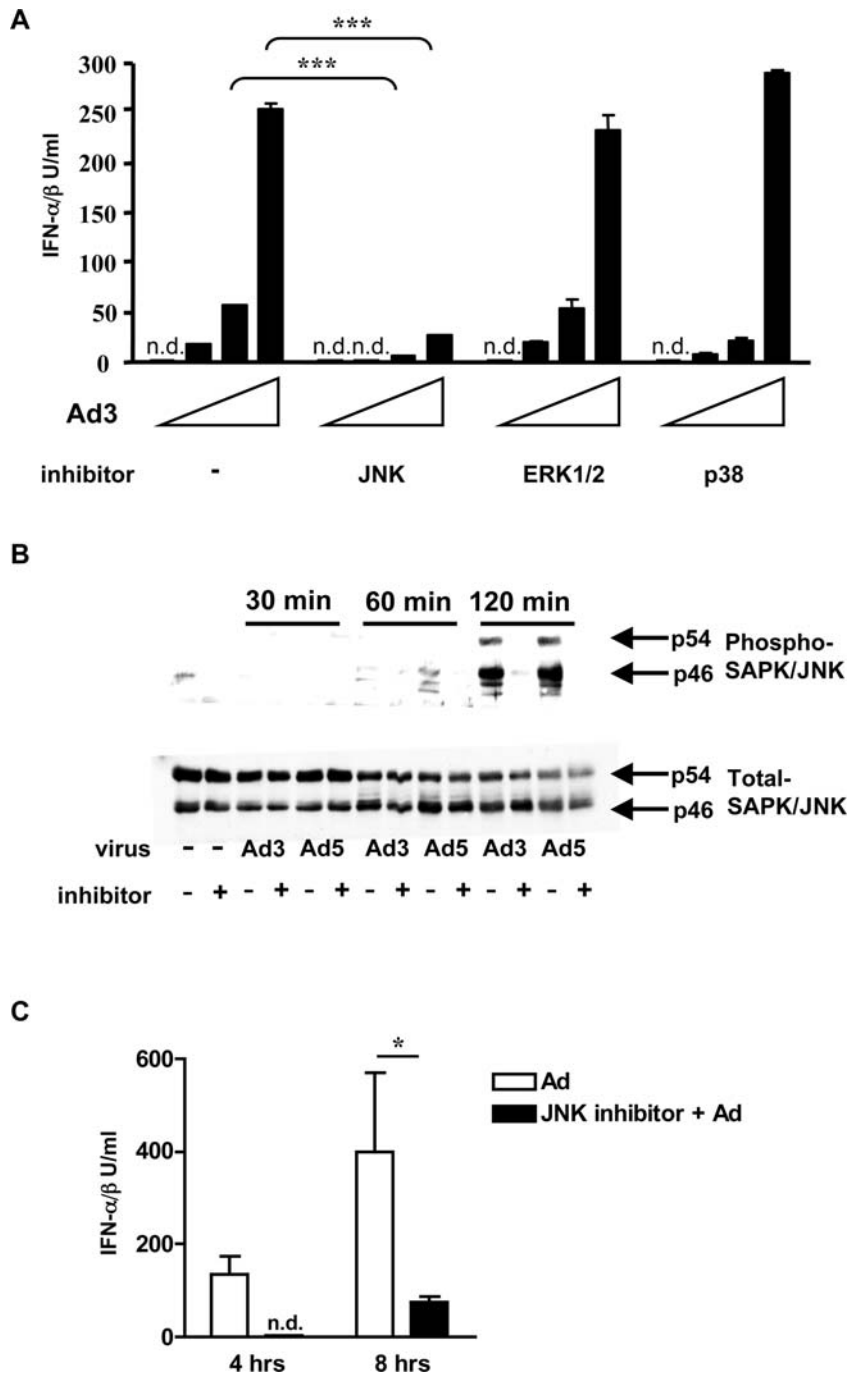 A
*** 
***
300
250
200
150
100
50
0
IFN-α/β U/ml
n.d.
n.d.
n.d.
n.d.
n.d.
Ad3
inhibitor - JNK ERK1/2 p38
B
30 min 60 min 120 min
p54 Phospho-
p46 SAPK/JNK
p54 Total-
p46 SAPK/JNK
virus - - Ad3 Ad5 Ad3 Ad5 Ad3 Ad5
inhibitor - + - + - + - + - + - + - +
C
600
400
200
0
IFN-α/β U/ml
*
n.d.
4 hrs 8 hrs
Ad
JNK inhibitor + Ad